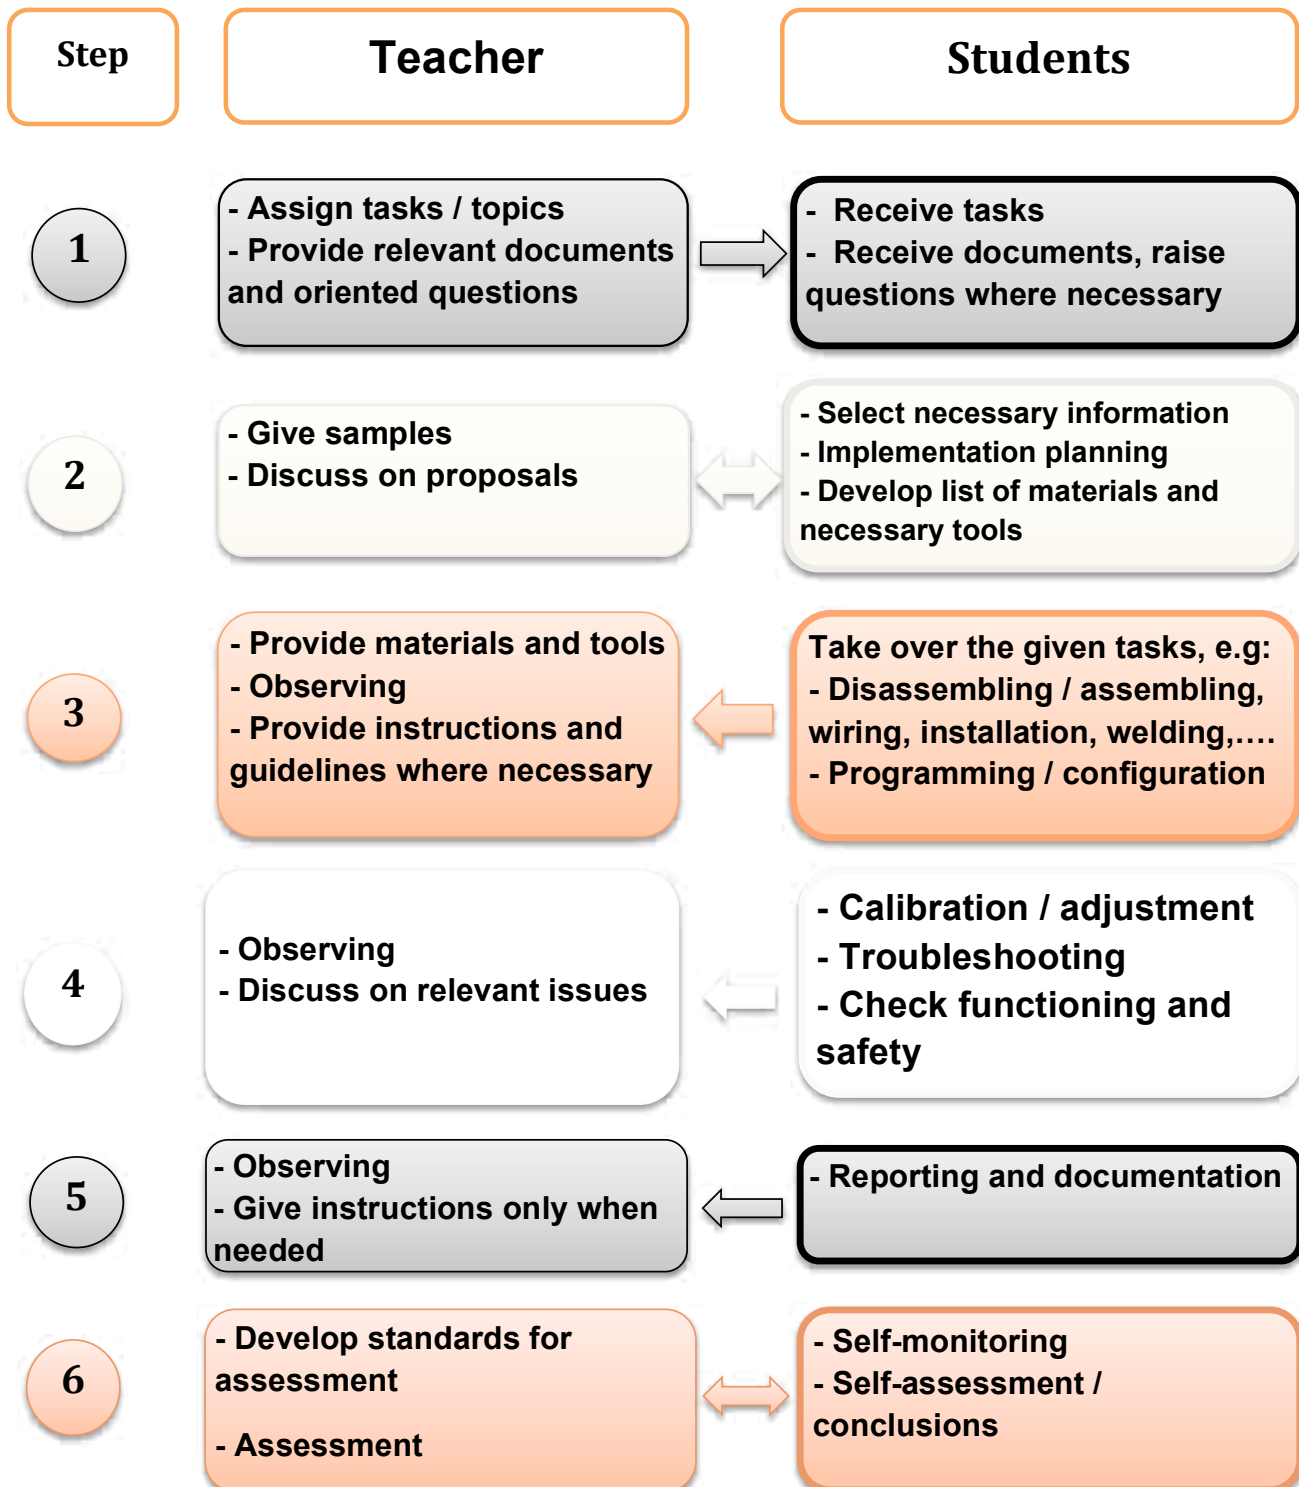 Step
Teacher
Students
1
- Assign tasks / topics
- Provide relevant documents
and oriented questions
- Receive tasks
- Receive documents, raise
questions where necessary
2
- Give samples
- Discuss on proposals
- Select necessary information
- Implementation planning
- Develop list of materials and
necessary tools
3
- Provide materials and tools
- Observing
- Provide instructions and
guidelines where necessary
Take over the given tasks, e.g:
- Disassembling / assembling,
wiring, installation, welding,....
- Programming / configuration
4
- Observing
- Discuss on relevant issues
- Calibration / adjustment
- Troubleshooting
- Check functioning and
safety
5
- Observing
- Give instructions only when
needed
- Reporting and documentation
6
- Develop standards for
assessment
- Assessment
- Self-monitoring
- Self-assessment /
conclusions